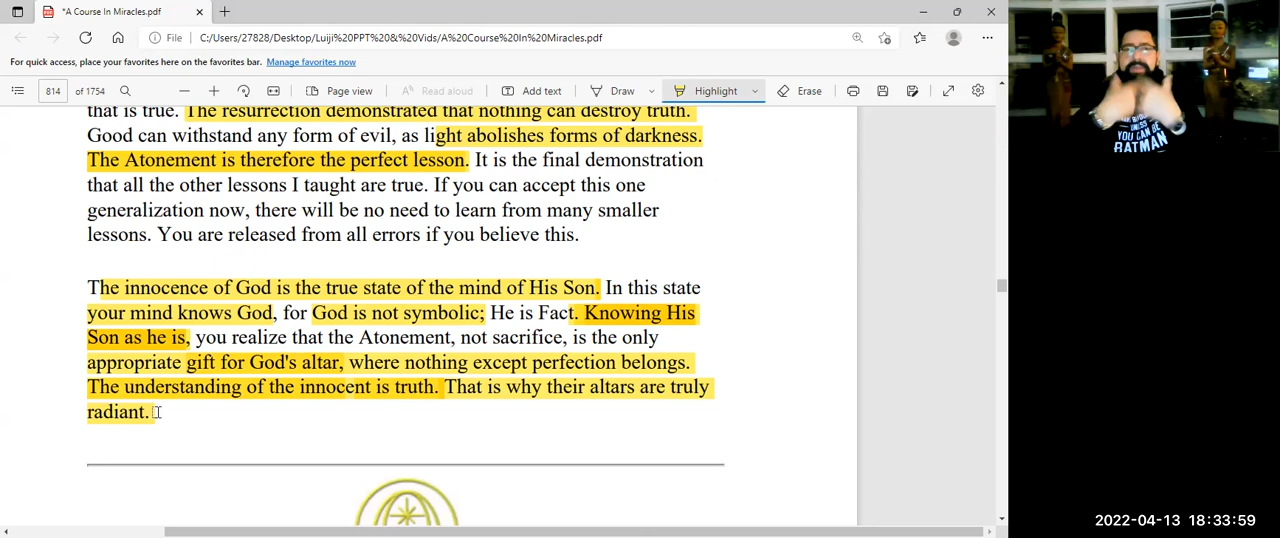 *A Course In Miracles.pdf
File C:/Users/27828/Desktop/Luiji%20PPT%20&%20Vids/A%20Course%20In%20Miracles.pdf
For quick access, place your favorites here on the favorites bar. Manage favorites now
814 of 1754 Page view Read aloud Add text Draw Highlight Erase
that is true. The resurrection demonstrated that nothing can destroy truth.
Good can withstand any form of evil, as light abolishes forms of darkness.
The Atonement is therefore the perfect lesson. It is the final demonstration
that all the other lessons I taught are true. If you can accept this one
generalization now, there will be no need to learn from many smaller
lessons. You are released from all errors if you believe this.
The innocence of God is the true state of the mind of His Son. In this state
your mind knows God, for God is not symbolic; He is Fact. Knowing His
Son as he is, you realize that the Atonement, not sacrifice, is the only
appropriate gift for God's altar, where nothing except perfection belongs.
The understanding of the innocent is truth. That is why their altars are truly
radiant.
UNLESS
YOU CAN BE
BATMAN
2022-04-13 18:33:59